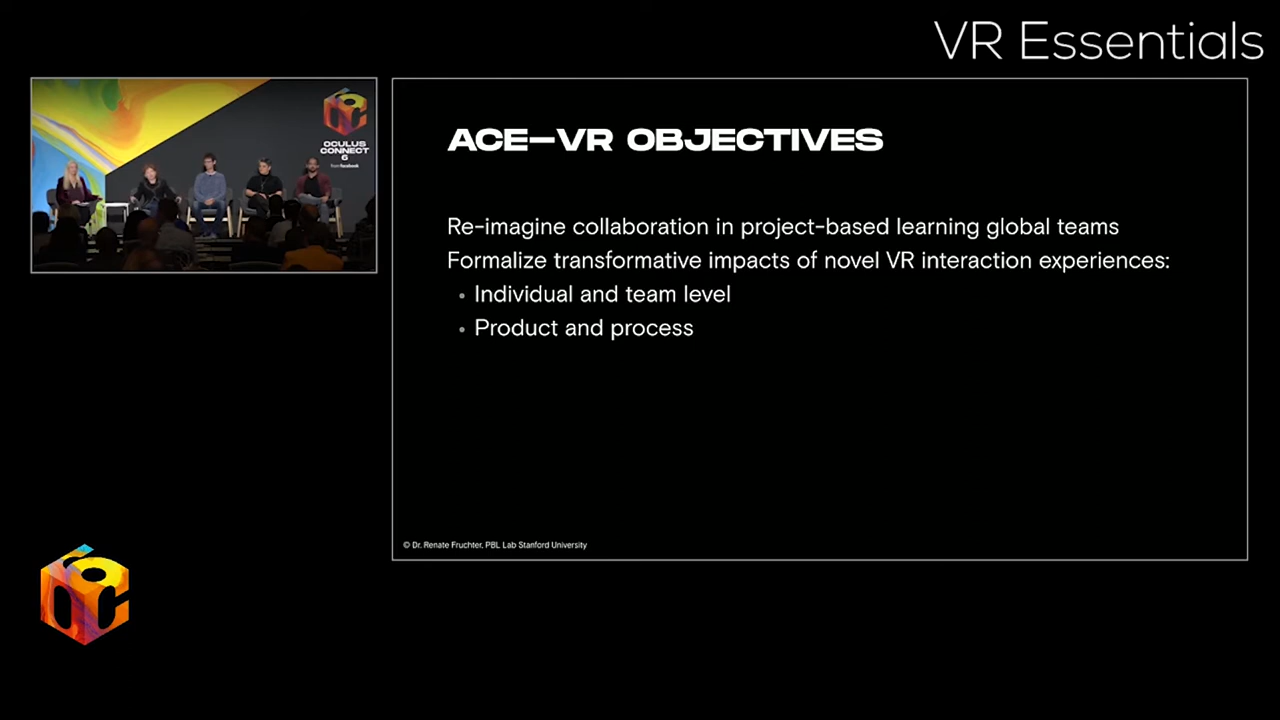 VR Essentials
OCULUS
CONNECT
6
from facebook
ACE–VR OBJECTIVES
Re-imagine collaboration in project-based learning global teams
Formalize transformative impacts of novel VR interaction experiences:
• Individual and team level
• Product and process
© Dr. Renate Fruchter, PBL Lab Stanford University